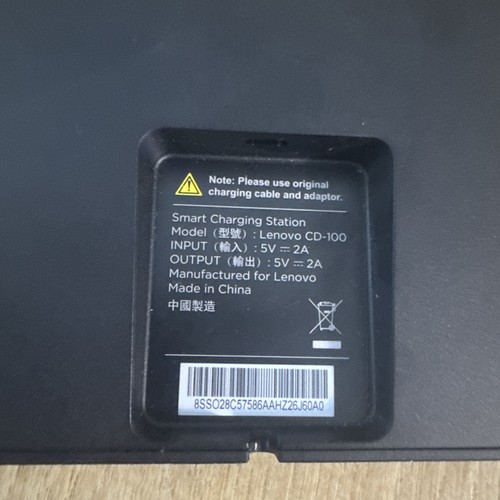 Note: Please use original
charging cable and adaptor.
Smart Charging Station
Model（型號）: Lenovo CD-100
INPUT（輸入）: 5V ⎓ 2A
OUTPUT（輸出）: 5V ⎓ 2A
Manufactured for Lenovo
Made in China
中國製造
8SSO28C57586AAHZ26J60A0